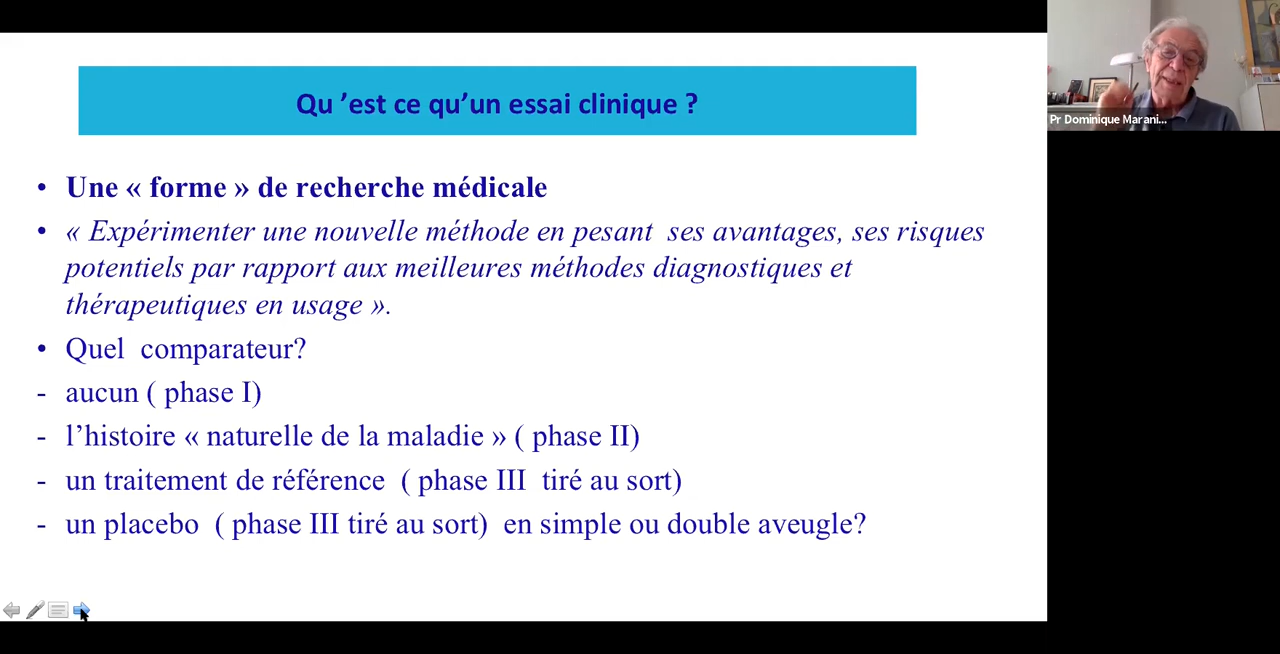 Qu ’est ce qu’un essai clinique ?
Pr Dominique Marani...
• Une « forme » de recherche médicale
• « Expérimenter une nouvelle méthode en pesant ses avantages, ses risques
potentiels par rapport aux meilleures méthodes diagnostiques et
thérapeutiques en usage ».
• Quel comparateur?
- aucun ( phase I)
- l’histoire « naturelle de la maladie » ( phase II)
- un traitement de référence ( phase III tiré au sort)
- un placebo ( phase III tiré au sort) en simple ou double aveugle?